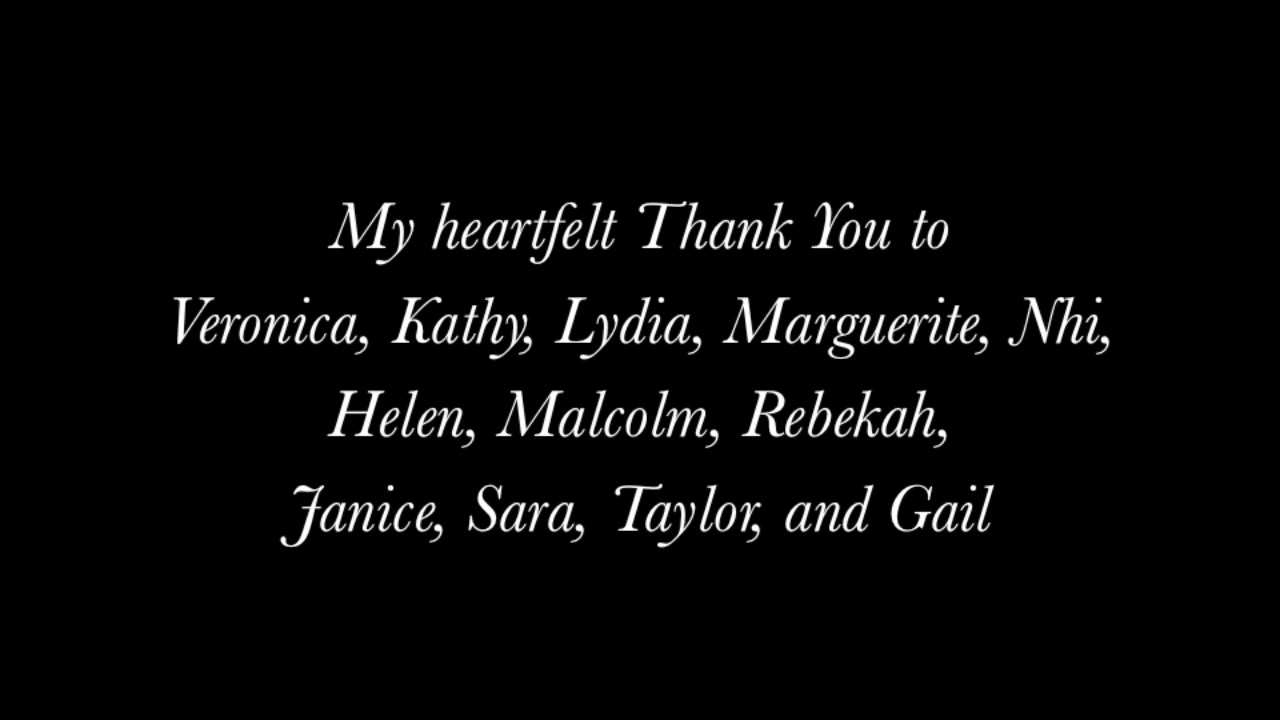 My heartfelt Thank You to
Veronica, Kathy, Lydia, Marguerite, Nhi,
Helen, Malcolm, Rebekah,
Janice, Sara, Taylor, and Gail